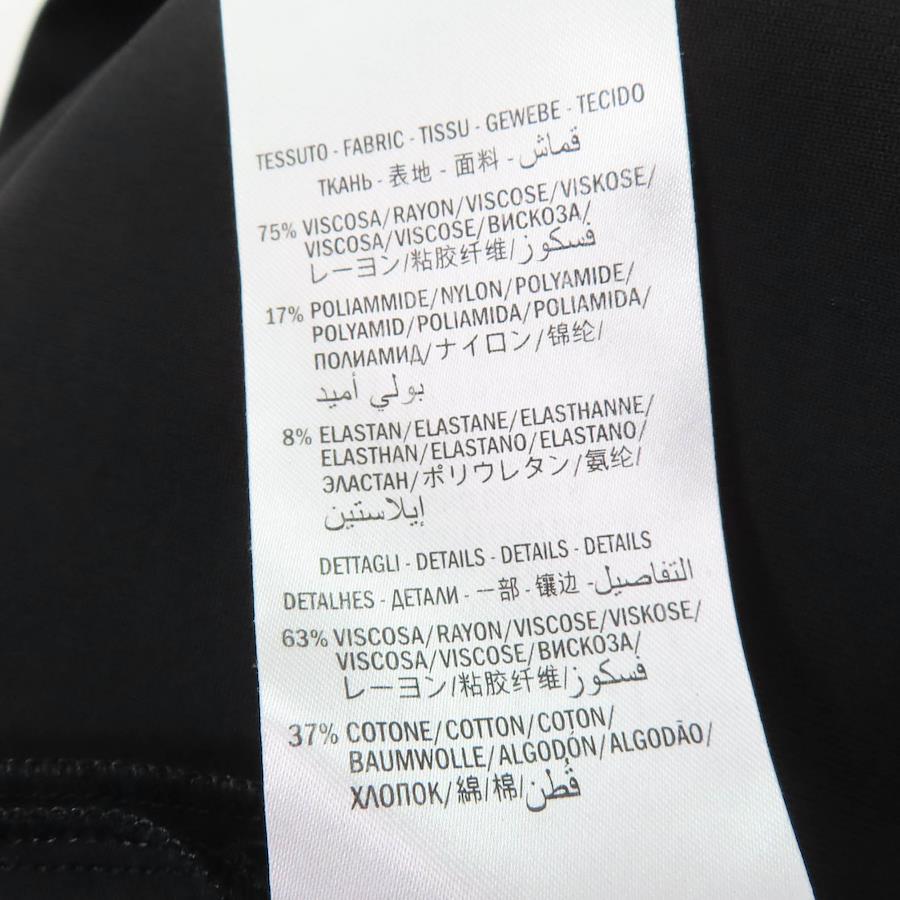 TESSUTO - FABRIC - TISSU - GEWEBE - TECIDO
ТКАНЬ - 表地 - 面料 - قماش
75% VISCOSA/RAYON/VISCOSE/VISKOSE/
VISCOSA/VISCOSE/ВИСКОЗА/
レーヨン/粘胶纤维/فسكوز
17% POLIAMMIDE/NYLON/POLYAMIDE/
POLYAMID/POLIAMIDA/POLIAMIDA/
ПОЛИАМИД/ナイロン/锦纶/
بولي أميد
8% ELASTAN/ELASTANE/ELASTHANNE/
ELASTHAN/ELASTANO/ELASTANO/
ЭЛАСТАН/ポリウレタン/氨纶/
إيلاستين
DETTAGLI - DETAILS - DETAILS - DETAILS
DETALHES - ДЕТАЛИ - 一部 - 镶边 - التفاصيل
63% VISCOSA/RAYON/VISCOSE/VISKOSE/
VISCOSA/VISCOSE/ВИСКОЗА/
レーヨン/粘胶纤维/فسكوز
37% COTONE/COTTON/COTON/
BAUMWOLLE/ALGODÓN/ALGODÃO/
ХЛОПОК/綿/棉/قُطن